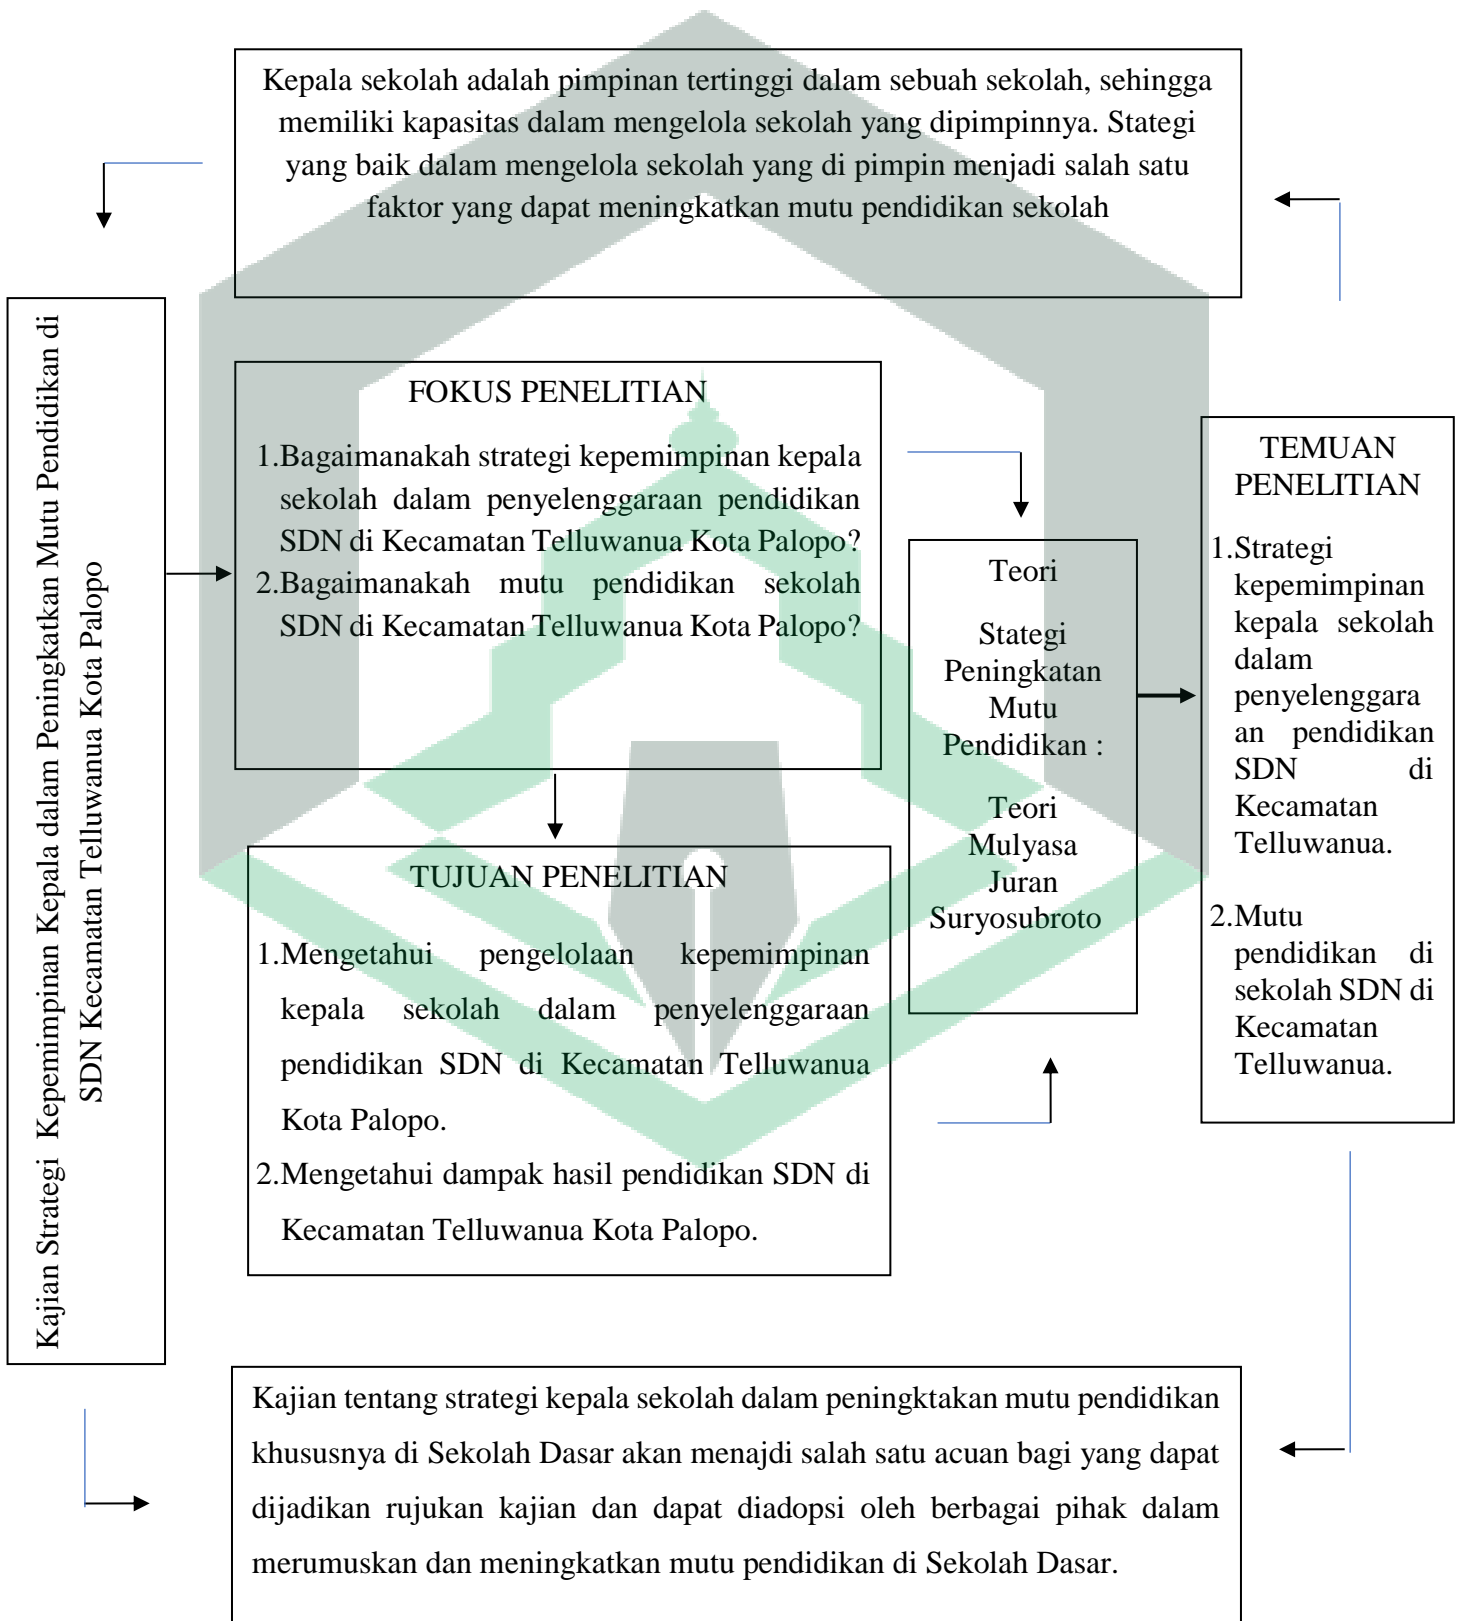 Kepala sekolah adalah pimpinan tertinggi dalam sebuah sekolah, sehingga
memiliki kapasitas dalam mengelola sekolah yang dipimpinnya. Stategi
yang baik dalam mengelola sekolah yang di pimpin menjadi salah satu
faktor yang dapat meningkatkan mutu pendidikan sekolah
Kajian Strategi Kepemimpinan Kepala dalam Peningkatkan Mutu Pendidikan di
SDN Kecamatan Telluwanua Kota Palopo
FOKUS PENELITIAN
1.Bagaimanakah strategi kepemimpinan kepala
sekolah dalam penyelenggaraan pendidikan
SDN di Kecamatan Telluwanua Kota Palopo?
2.Bagaimanakah mutu pendidikan sekolah
SDN di Kecamatan Telluwanua Kota Palopo?
TUJUAN PENELITIAN
1.Mengetahui pengelolaan kepemimpinan
kepala sekolah dalam penyelenggaraan
pendidikan SDN di Kecamatan Telluwanua
Kota Palopo.
2.Mengetahui dampak hasil pendidikan SDN di
Kecamatan Telluwanua Kota Palopo.
Teori
Stategi
Peningkatan
Mutu
Pendidikan :
Teori
Mulyasa
Juran
Suryosubroto
TEMUAN
PENELITIAN
1.Strategi
kepemimpinan
kepala sekolah
dalam
penyelenggara
an pendidikan
SDN di
Kecamatan
Telluwanua.
2.Mutu
pendidikan di
sekolah SDN di
Kecamatan
Telluwanua.
Kajian tentang strategi kepala sekolah dalam peningktakan mutu pendidikan
khususnya di Sekolah Dasar akan menajdi salah satu acuan bagi yang dapat
dijadikan rujukan kajian dan dapat diadopsi oleh berbagai pihak dalam
merumuskan dan meningkatkan mutu pendidikan di Sekolah Dasar.